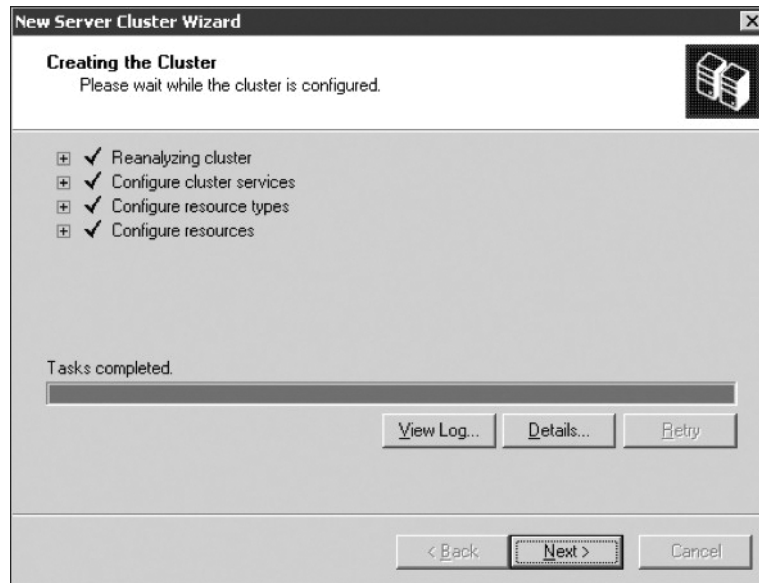 New Server Cluster Wizard
Creating the Cluster
Please wait while the cluster is configured.
Reanalyzing cluster
Configure cluster services
Configure resource types
Configure resources
Tasks completed.
View Log... Details... Retry
< Back Next > Cancel